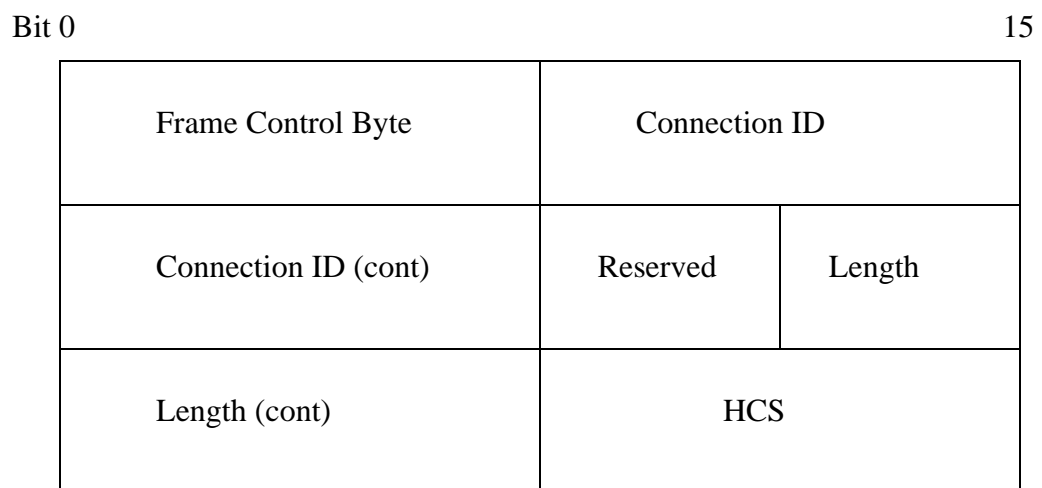 Bit 0 15
Frame Control Byte Connection ID
Connection ID (cont) Reserved Length
Length (cont) HCS